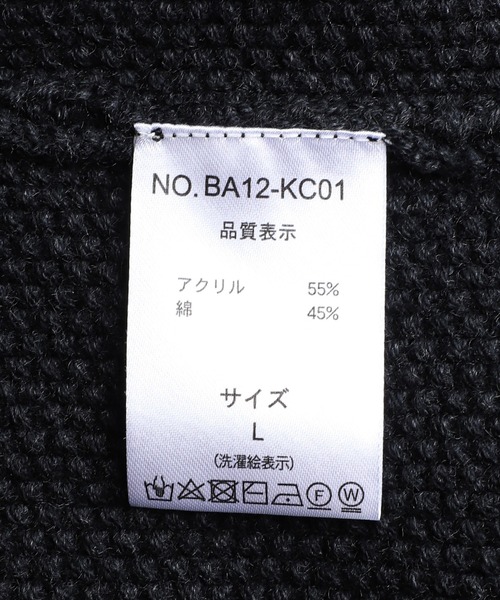 NO. BA12-KC01
品質表示
アクリル 55%
綿 45%
サイズ
L
(洗濯絵表示)
F W